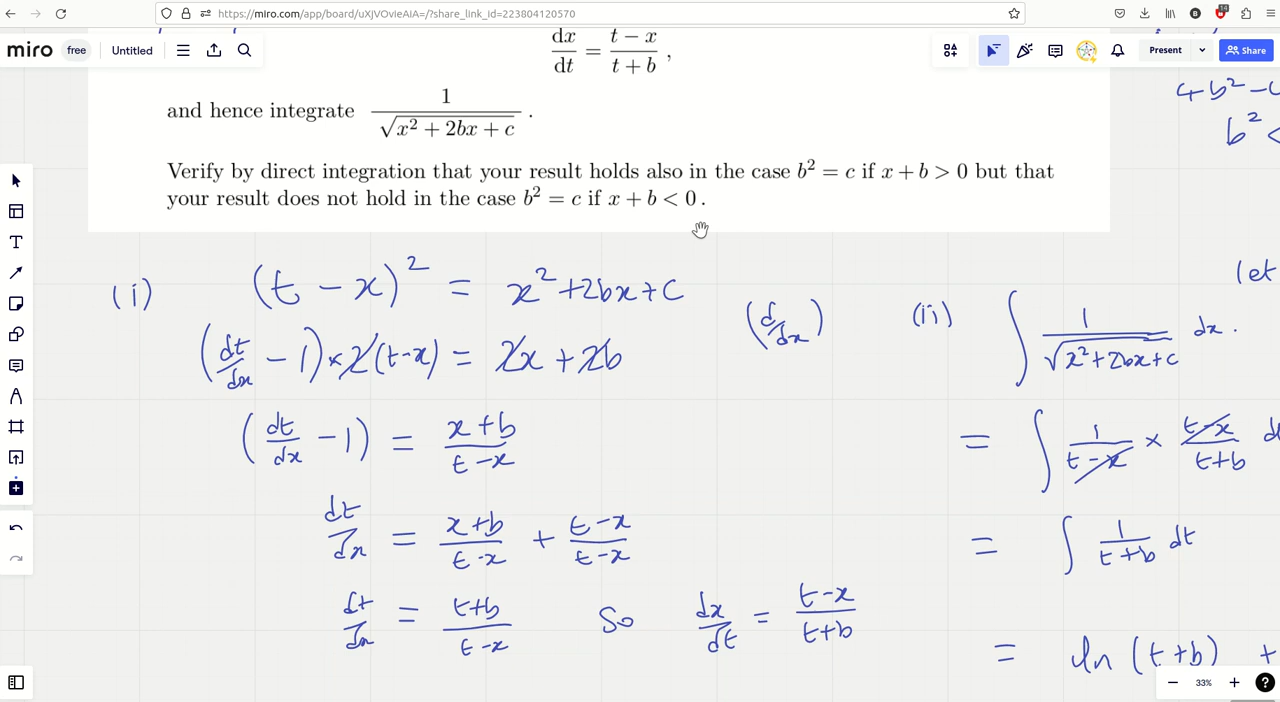 https://miro.com/app/board/uXJVOvieAIA=/?share_link_id=223804120570
14
miro free Untitled Present Share
dx/dt = (t − x)/(t + b) ,
4b² −
b² <
and hence integrate 1/√(x² + 2bx + c) .
Verify by direct integration that your result holds also in the case b² = c if x + b > 0 but that
your result does not hold in the case b² = c if x + b < 0 .
(i) (t − x)² = x² + 2bx + c
(dt/dx − 1) × 2(t−x) = 2x + 2b (d/dx)
(dt/dx − 1) = (x+b)/(t−x)
dt/dx = (x+b)/(t−x) + (t−x)/(t−x)
dt/dx = (t+b)/(t−x) So dx/dt = (t−x)/(t+b)
(let
(ii) ∫ 1/√(x²+2bx+c) dx.
= ∫ 1/(t−x) × (t−x)/(t+b)
= ∫ 1/(t+b) dt
= ln (t+b) +
33%